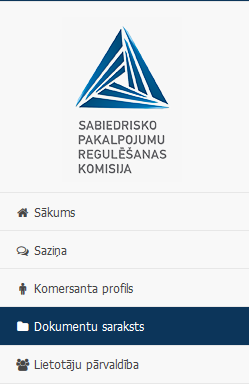 SABIEDRISKO
PAKALPOJUMU
REGULĒŠANAS
KOMISIJA
Sākums
Saziņa
Komersanta profils
Dokumentu saraksts
Lietotāju pārvaldība